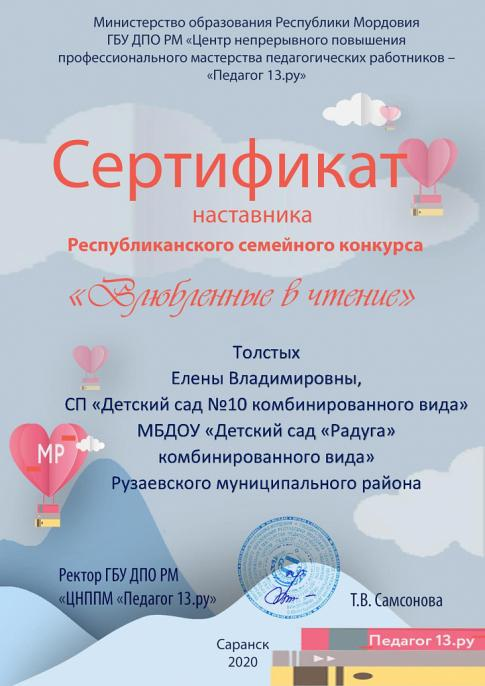 Министерство образования Республики Мордовия
ГБУ ДПО РМ «Центр непрерывного повышения
профессионального мастерства педагогических работников –
«Педагог 13.ру»
Сертификат
наставника
Республиканского семейного конкурса
«Влюбленные в чтение»
Толстых
Елены Владимировны,
СП «Детский сад №10 комбинированного вида»
МБДОУ «Детский сад «Радуга»
комбинированного вида»
Рузаевского муниципального района
МР
Ректор ГБУ ДПО РМ
«ЦНППМ «Педагог 13.ру»
Т.В. Самсонова
Саранск
2020
Педагог 13.ру